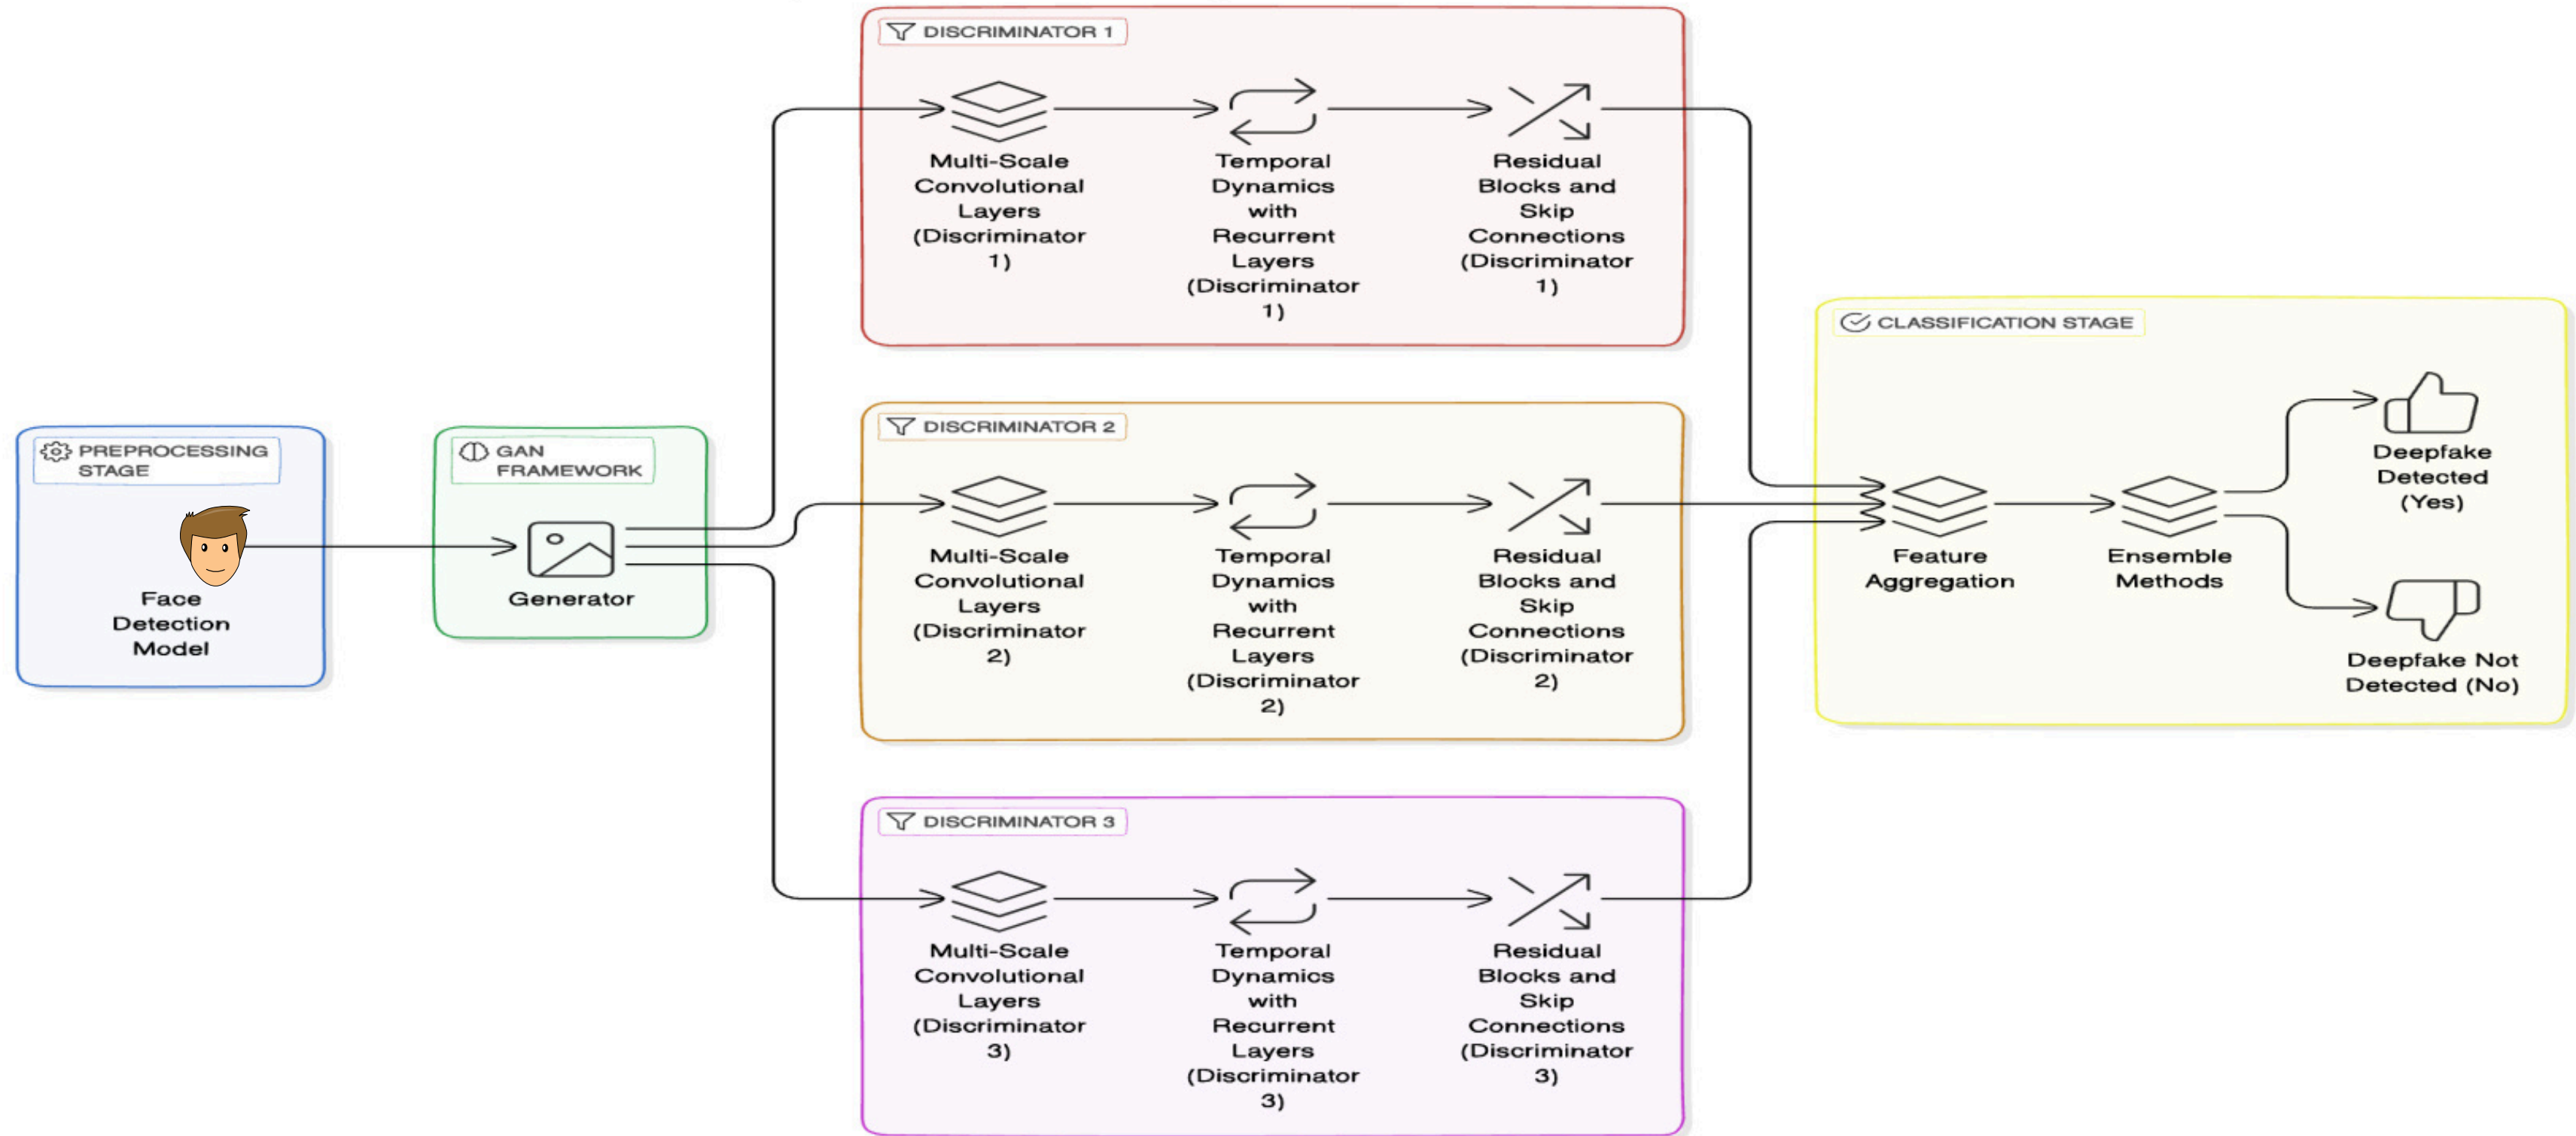 PREPROCESSING
STAGE
Face
Detection
Model
GAN
FRAMEWORK
Generator
DISCRIMINATOR 1
Multi-Scale
Convolutional
Layers
(Discriminator
1)
Temporal
Dynamics
with
Recurrent
Layers
(Discriminator
1)
Residual
Blocks and
Skip
Connections
(Discriminator
1)
DISCRIMINATOR 2
Multi-Scale
Convolutional
Layers
(Discriminator
2)
Temporal
Dynamics
with
Recurrent
Layers
(Discriminator
2)
Residual
Blocks and
Skip
Connections
(Discriminator
2)
DISCRIMINATOR 3
Multi-Scale
Convolutional
Layers
(Discriminator
3)
Temporal
Dynamics
with
Recurrent
Layers
(Discriminator
3)
Residual
Blocks and
Skip
Connections
(Discriminator
3)
CLASSIFICATION STAGE
Feature
Aggregation
Ensemble
Methods
Deepfake
Detected
(Yes)
Deepfake Not
Detected (No)